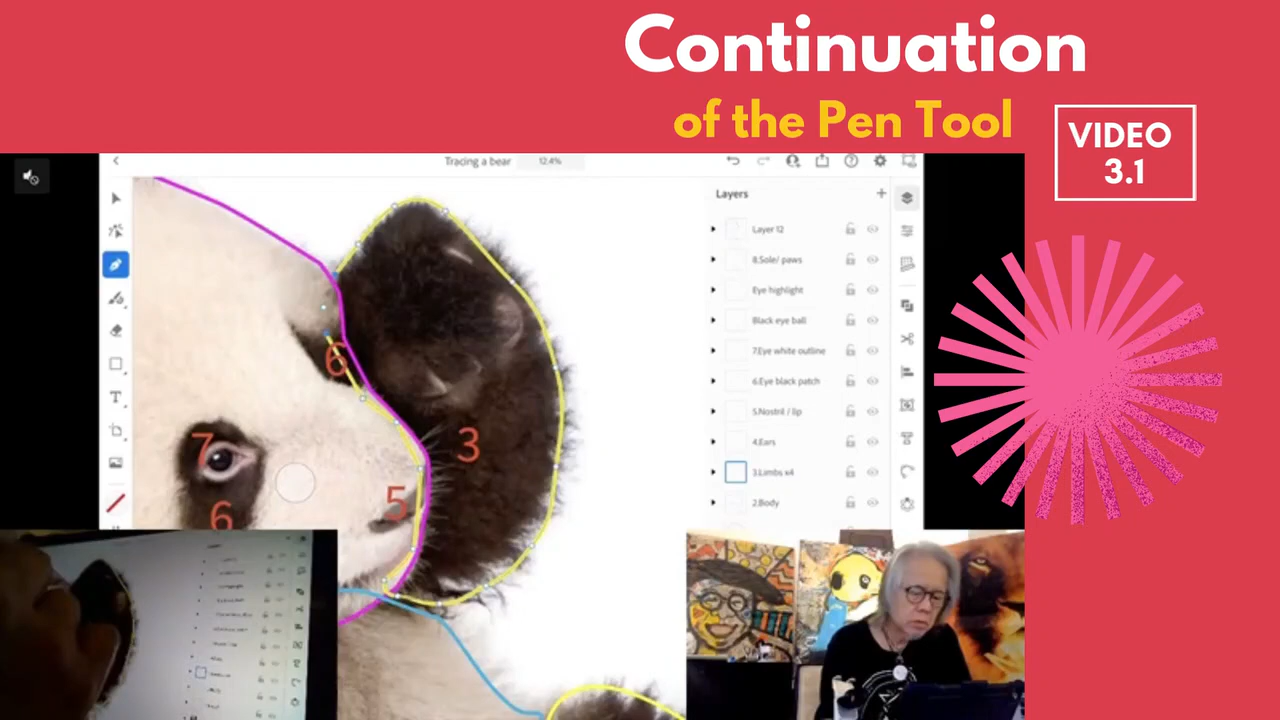 Continuation
of the Pen Tool
VIDEO
3.1
Tracing a bear
12.4%
Layers
Layer 12
8.Sole/ paws
Eye highlight
Black eye ball
7.Eye white outline
6.Eye black patch
5.Nostril / lip
4.Ears
3.Limbs x4
2.Body
6
3
7
5
6